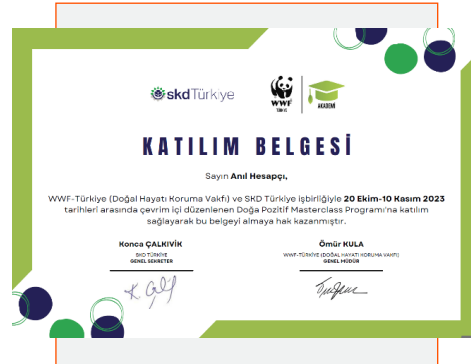 skdTürkiye
WWF
TÜRKİYE
AKADEMİ
KATILIM BELGESİ
Sayın Anıl Hesapçı,
WWF-Türkiye (Doğal Hayatı Koruma Vakfı) ve SKD Türkiye işbirliğiyle 20 Ekim-10 Kasım 2023
tarihleri arasında çevrim içi düzenlenen Doğa Pozitif Masterclass Programı'na katılım
sağlayarak bu belgeyi almaya hak kazanmıştır.
Konca ÇALKIVİK
SKD TÜRKİYE
GENEL SEKRETER
Ömür KULA
WWF-TÜRKİYE (DOĞAL HAYATI KORUMA VAKFI)
GENEL MÜDÜR